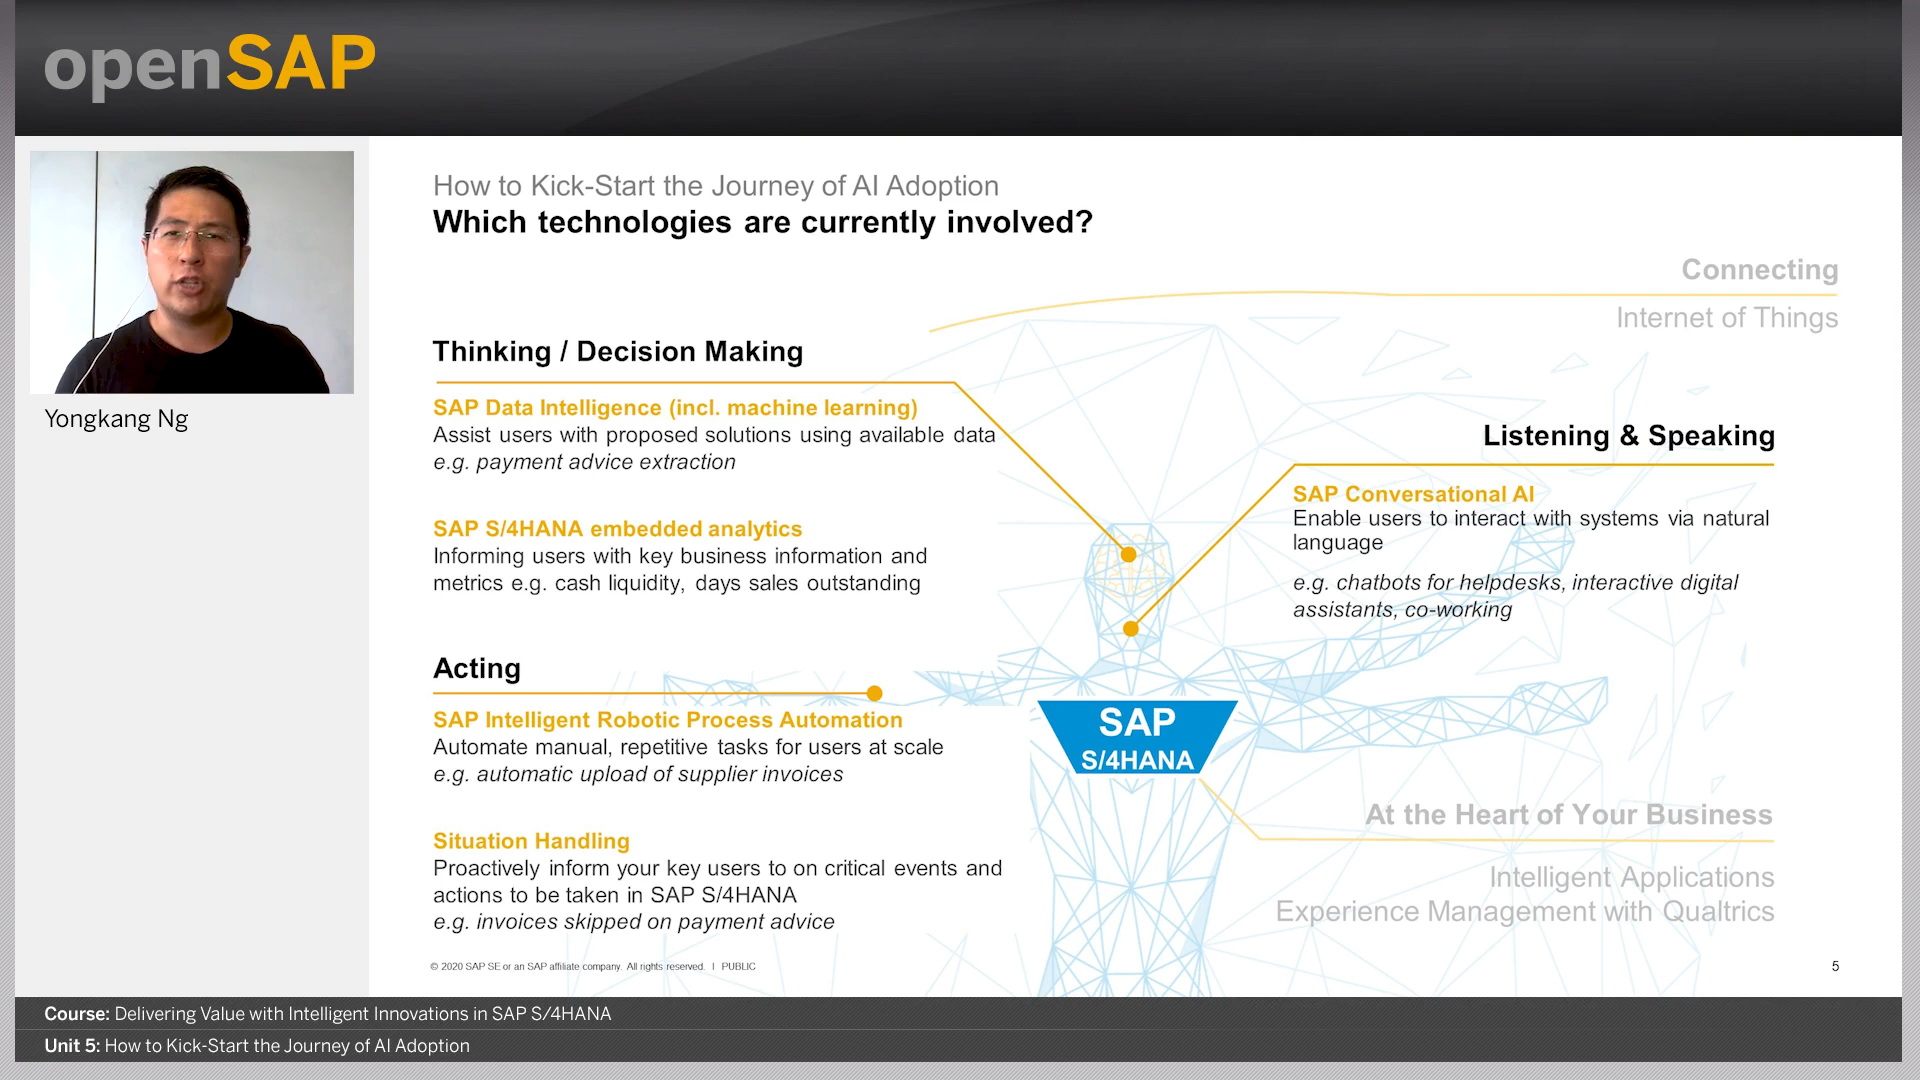 openSAP
Yongkang Ng
How to Kick-Start the Journey of AI Adoption
Which technologies are currently involved?
Connecting
Internet of Things
Thinking / Decision Making
SAP Data Intelligence (incl. machine learning)
Assist users with proposed solutions using available data
e.g. payment advice extraction
SAP S/4HANA embedded analytics
Informing users with key business information and
metrics e.g. cash liquidity, days sales outstanding
Listening & Speaking
SAP Conversational AI
Enable users to interact with systems via natural
language
e.g. chatbots for helpdesks, interactive digital
assistants, co-working
Acting
SAP Intelligent Robotic Process Automation
Automate manual, repetitive tasks for users at scale
e.g. automatic upload of supplier invoices
Situation Handling
Proactively inform your key users to on critical events and
actions to be taken in SAP S/4HANA
e.g. invoices skipped on payment advice
SAP
S/4HANA
At the Heart of Your Business
Intelligent Applications
Experience Management with Qualtrics
© 2020 SAP SE or an SAP affiliate company. All rights reserved. | PUBLIC
5
Course: Delivering Value with Intelligent Innovations in SAP S/4HANA
Unit 5: How to Kick-Start the Journey of AI Adoption